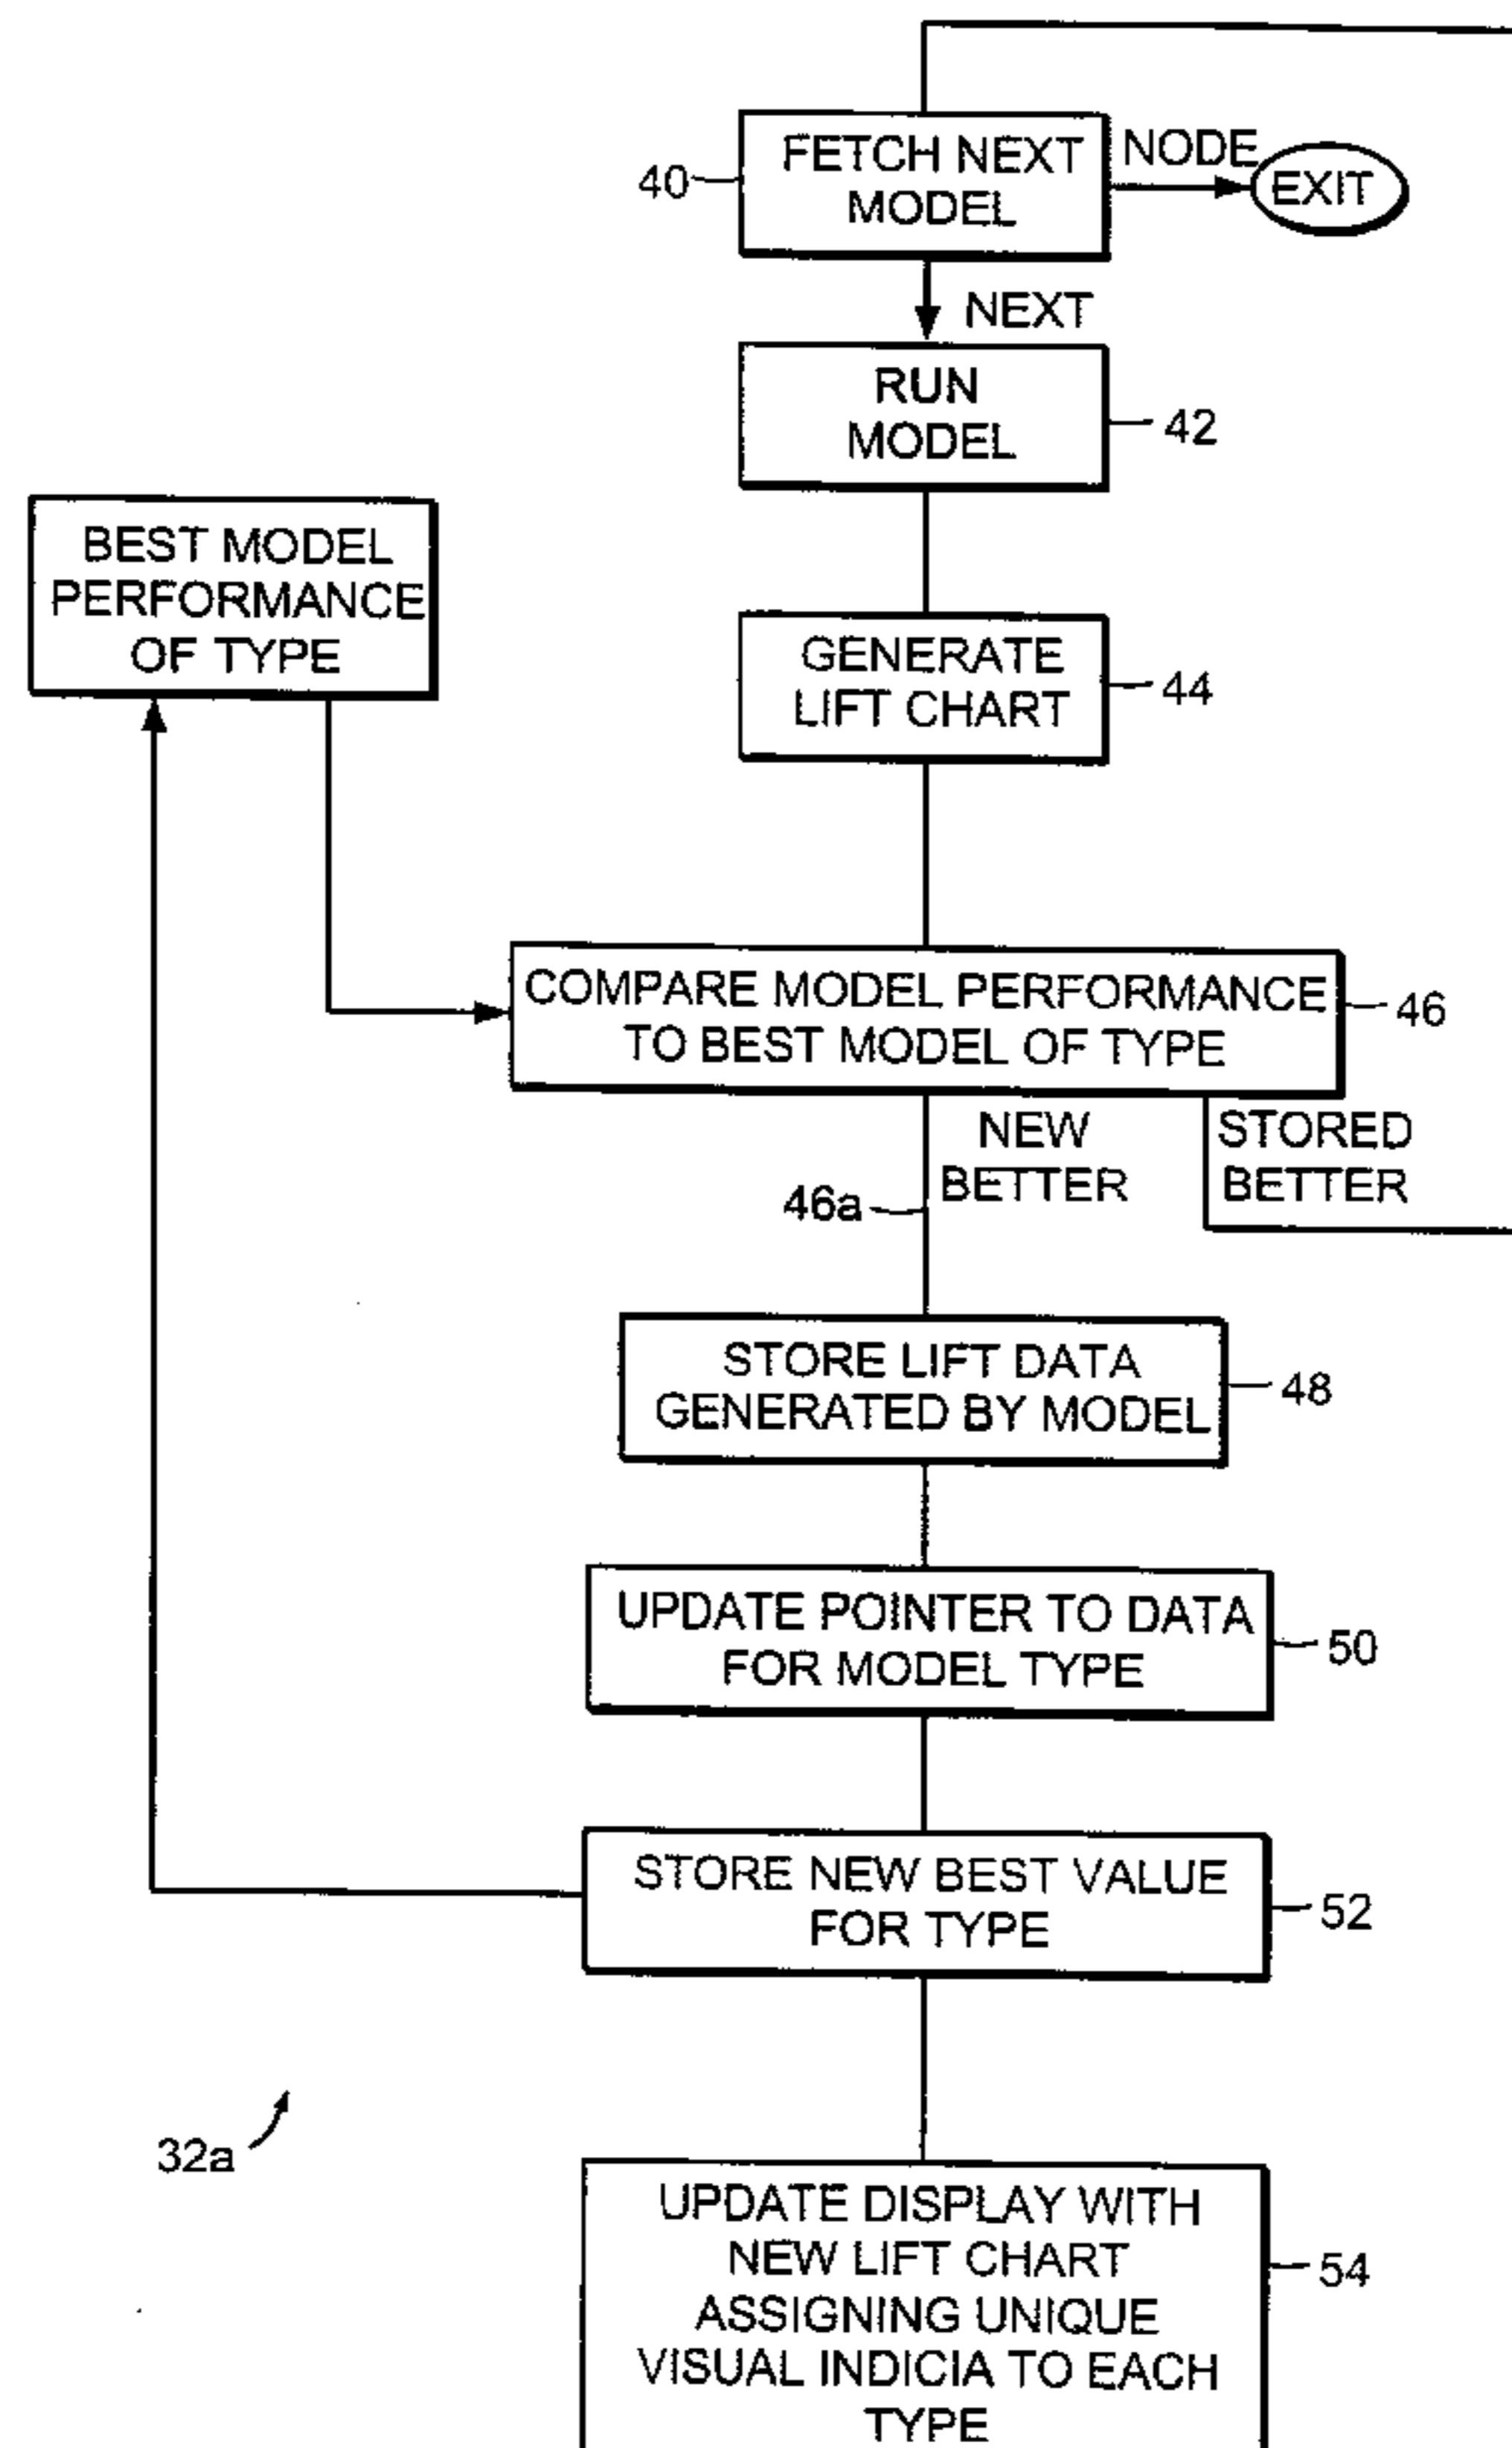 FETCH NEXT
MODEL
40
NODE
EXIT
NEXT
RUN
MODEL
42
BEST MODEL
PERFORMANCE
OF TYPE
GENERATE
LIFT CHART
44
COMPARE MODEL PERFORMANCE
TO BEST MODEL OF TYPE
46
NEW
BETTER
STORED
BETTER
46a
STORE LIFT DATA
GENERATED BY MODEL
48
UPDATE POINTER TO DATA
FOR MODEL TYPE
50
STORE NEW BEST VALUE
FOR TYPE
52
32a
UPDATE DISPLAY WITH
NEW LIFT CHART
ASSIGNING UNIQUE
VISUAL INDICIA TO EACH
TYPE
54